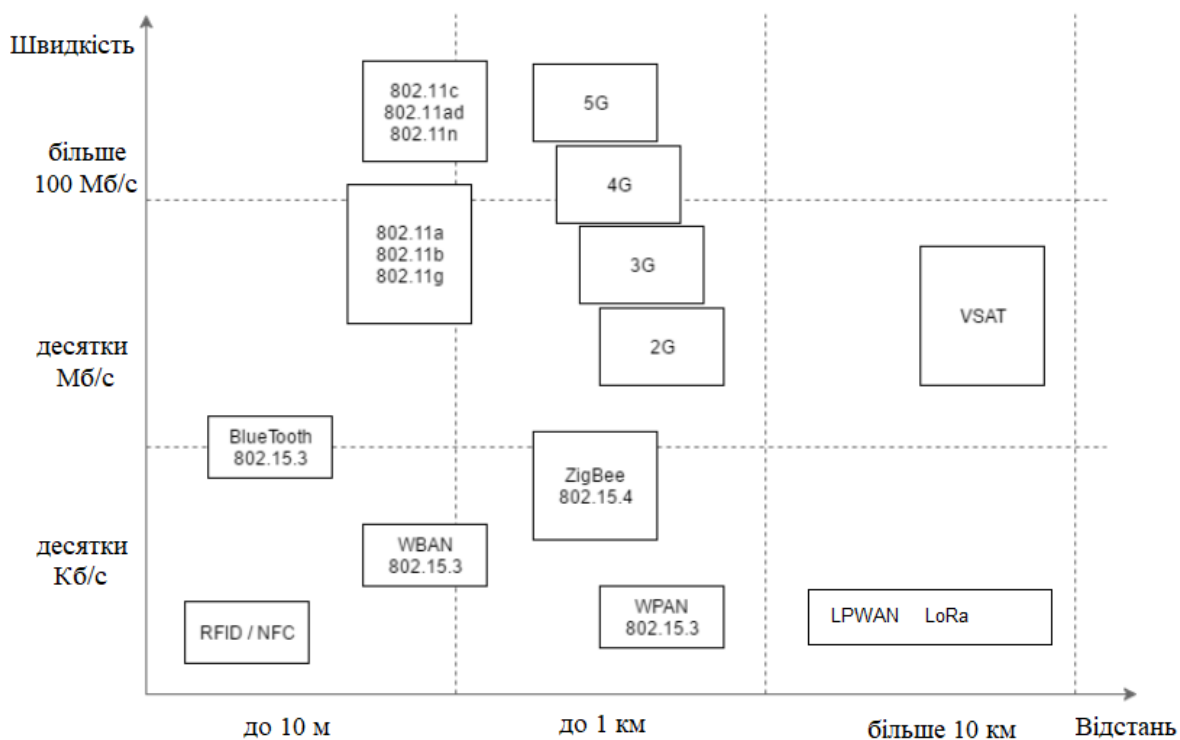 Швидкість
802.11c
802.11ad
802.11n
5G
більше
100 Мб/с
4G
802.11a
802.11b
802.11g
3G
VSAT
2G
десятки
Мб/с
BlueTooth
802.15.3
ZigBee
802.15.4
десятки
Кб/с
WBAN
802.15.3
RFID / NFC
WPAN
802.15.3
LPWAN LoRa
до 10 м
до 1 км
більше 10 км
Відстань